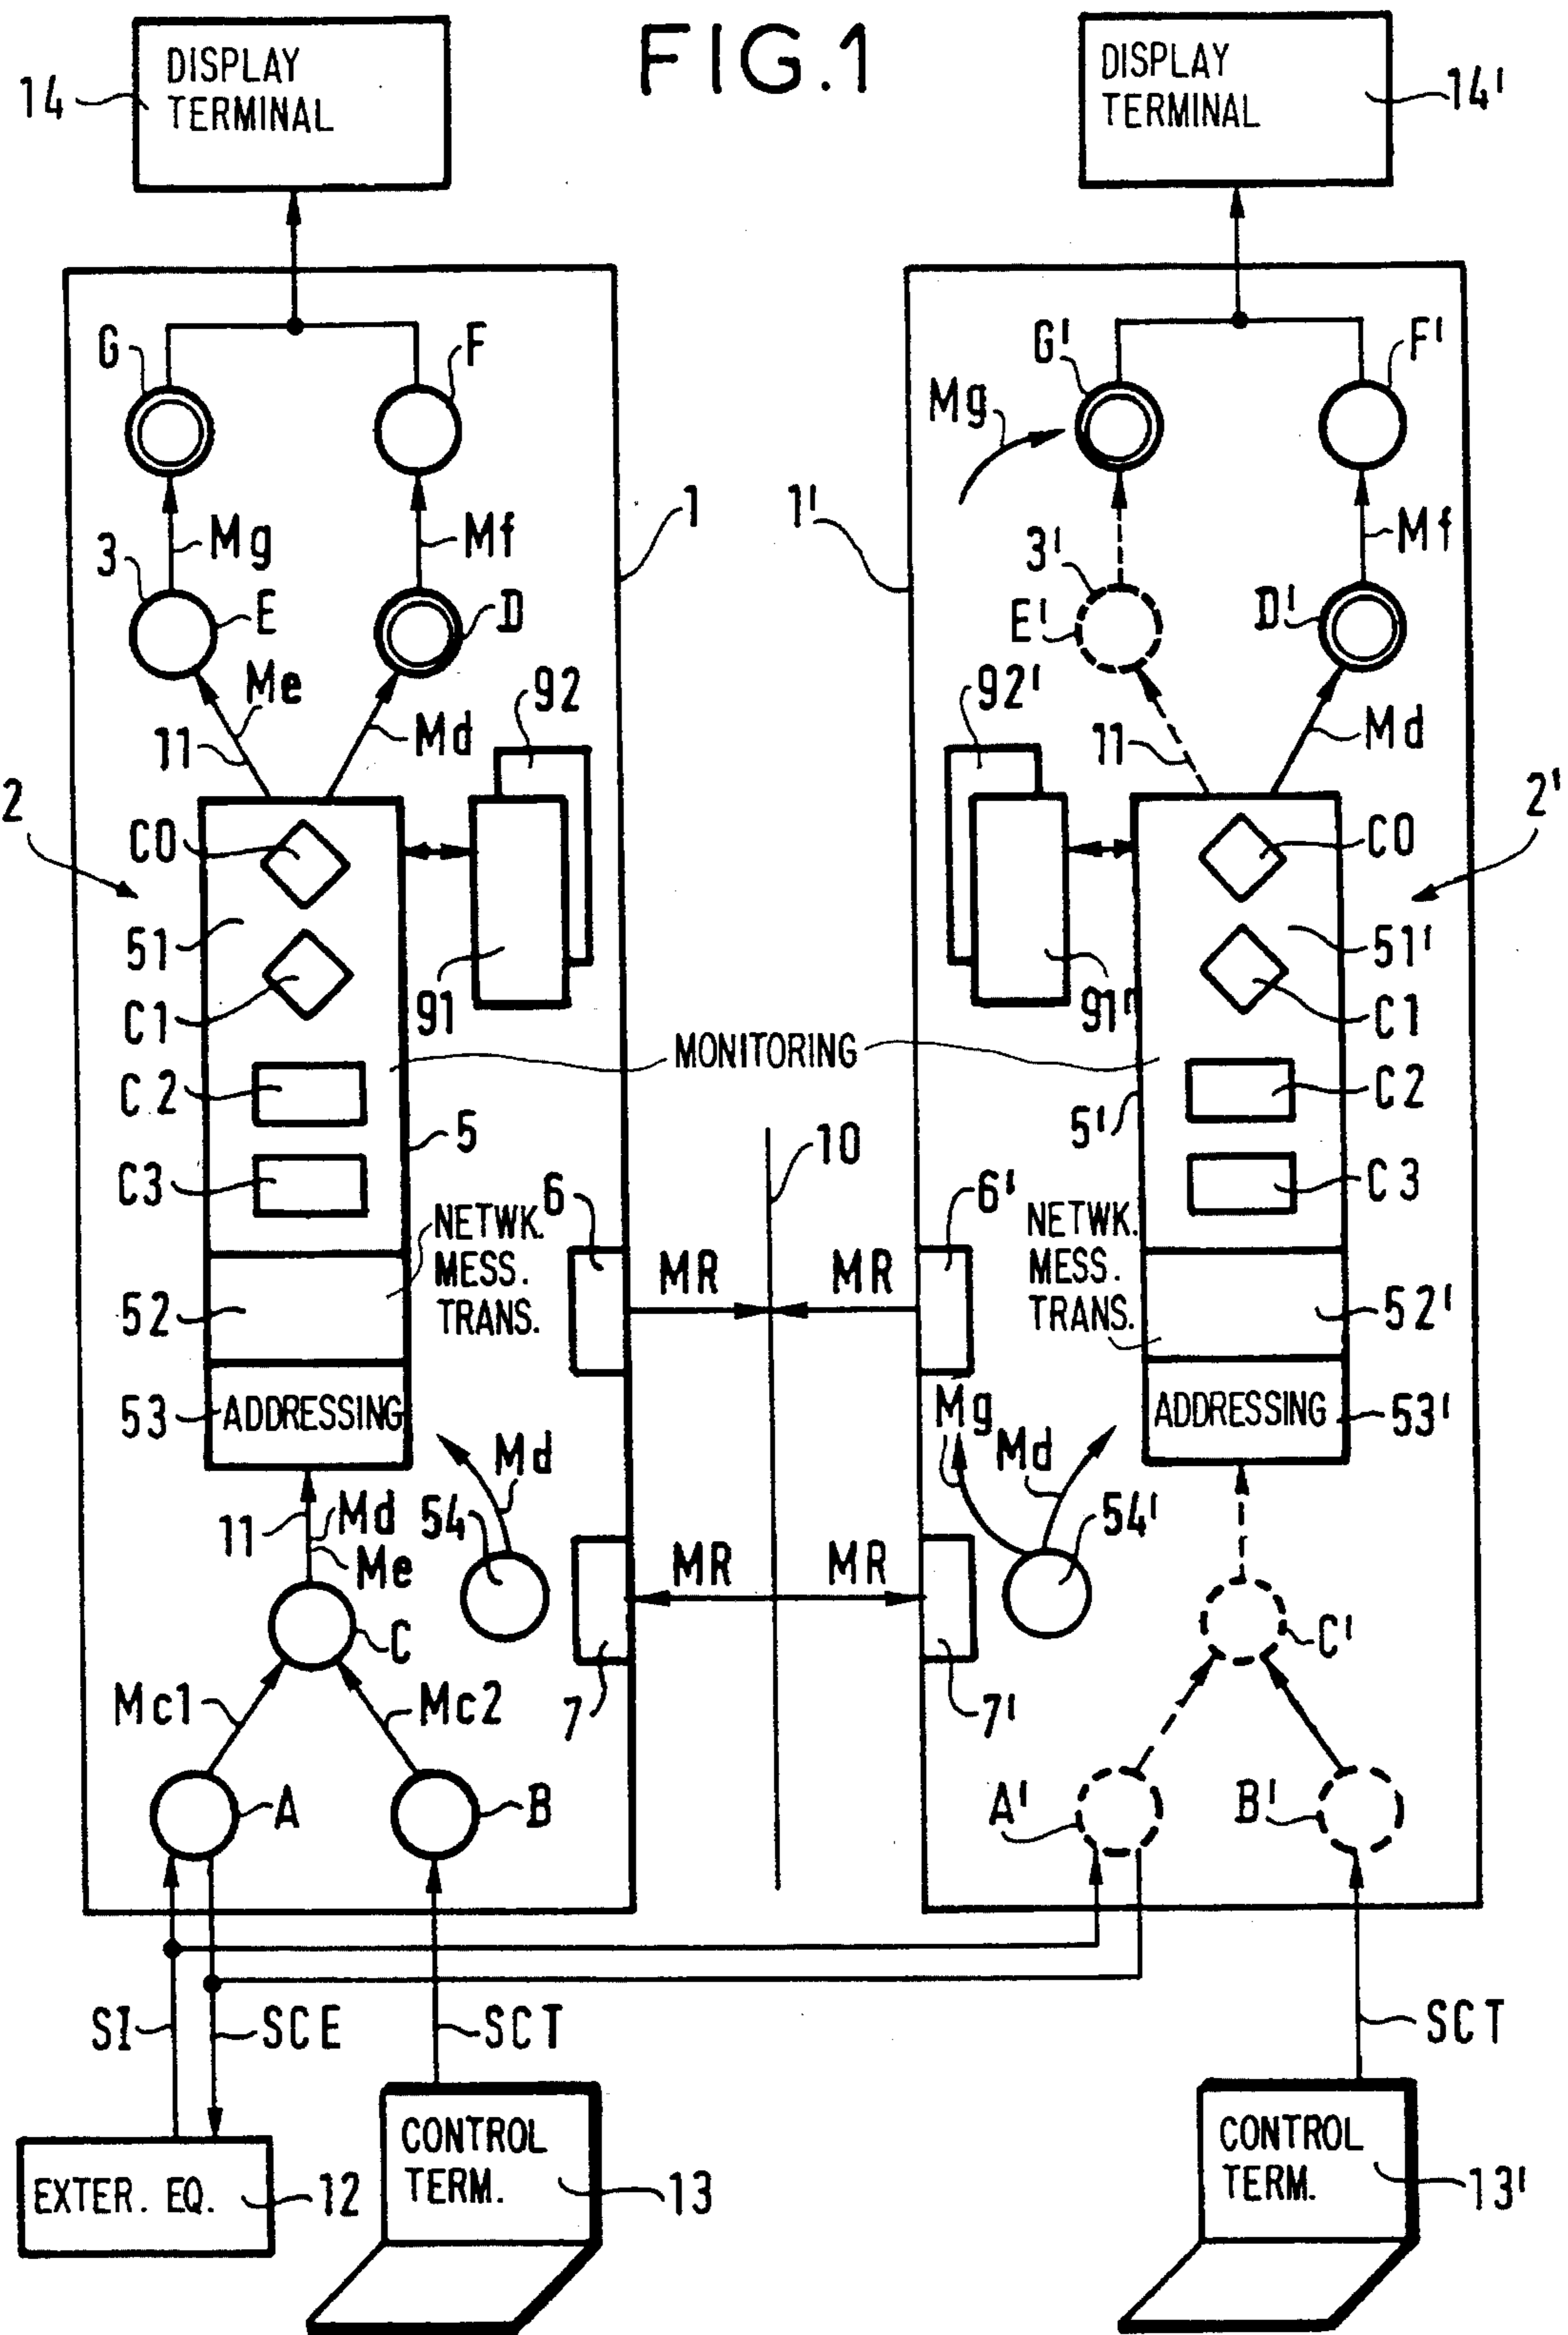 FIG.1
DISPLAY
TERMINAL
14
DISPLAY
TERMINAL
14'
G
F
G'
F'
Mg
1
1'
3
Mg
Mf
3'
Mf
E
D
E'
D'
Me
92
92'
11
Md
11
Md
2
2'
C0
C0
51
51'
C1
91
91'
C1
MONITORING
C2
C2
5
5'
10
C3
C3
6
6'
NETWK.
MESS.
TRANS.
NETWK.
MESS.
TRANS.
MR
MR
52
52'
53
ADDRESSING
Mg
ADDRESSING
53'
Md
Md
11
Md
54
54'
Me
MR
MR
C
C'
Mc1
Mc2
7
7'
A
B
A'
B'
SI
SCE
SCT
SCT
CONTROL
TERM.
CONTROL
TERM.
EXTER. EQ.
12
13
13'